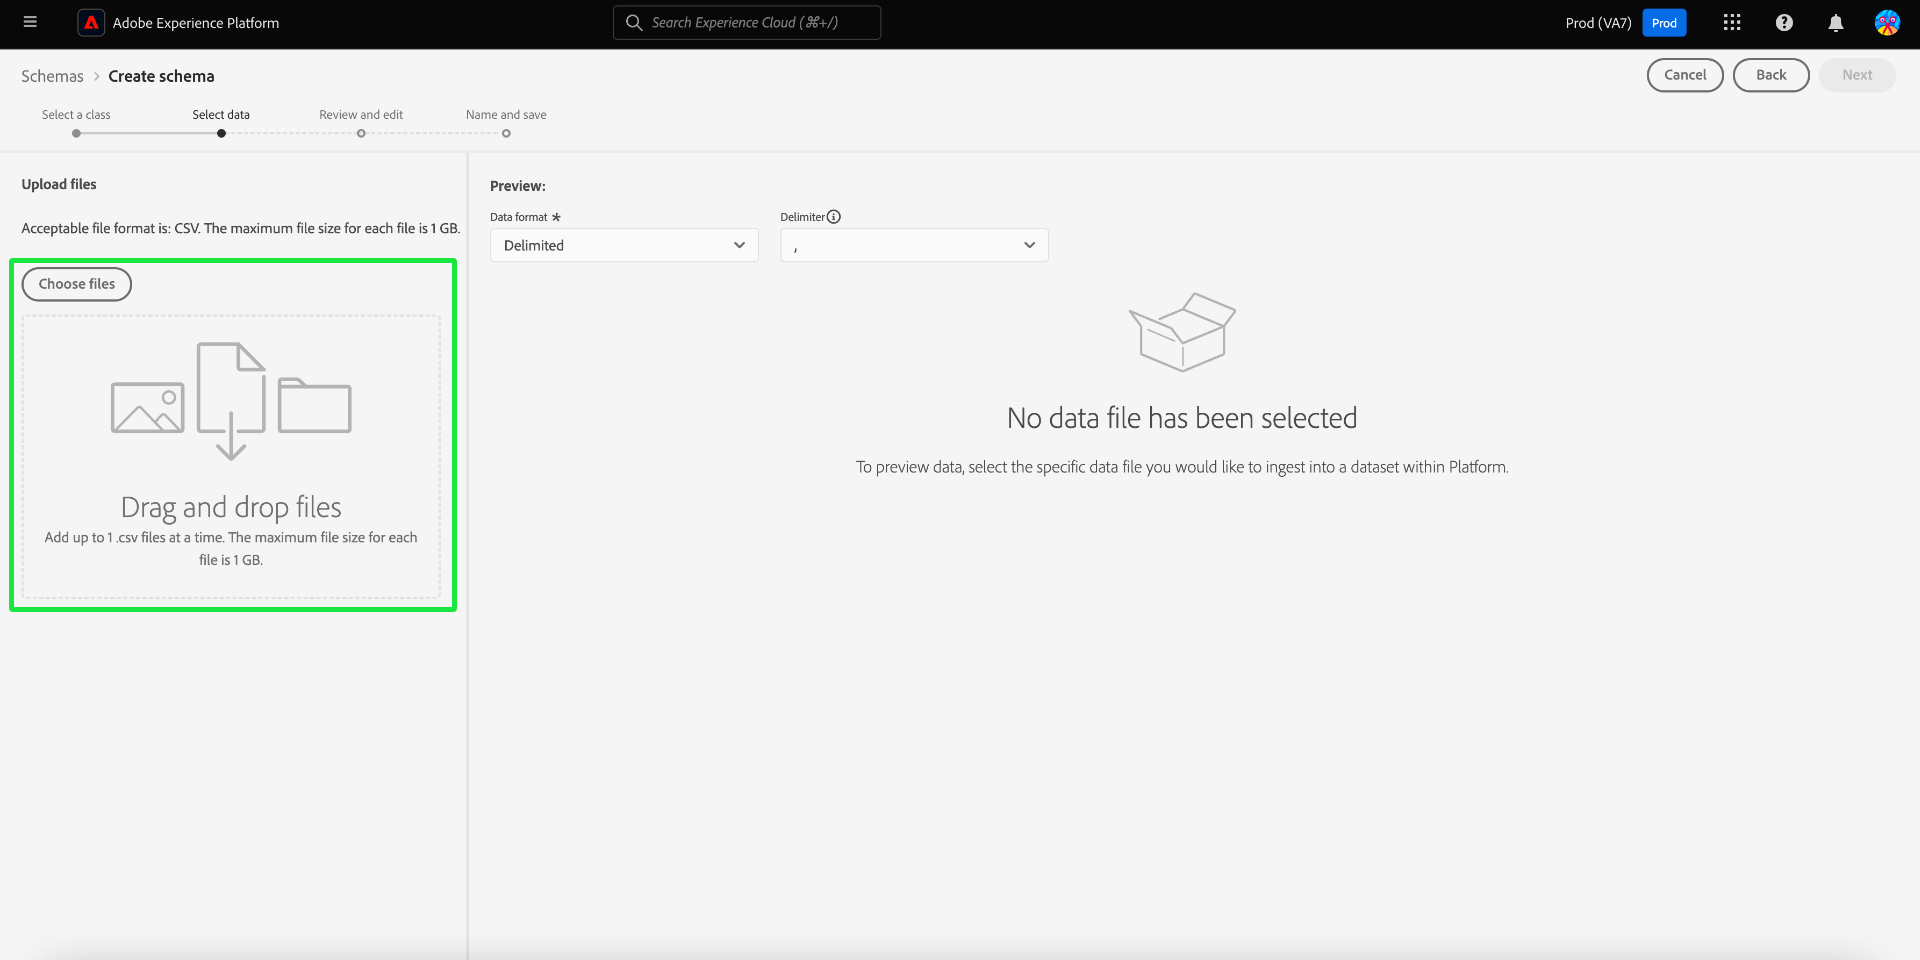 Adobe Experience Platform
Search Experience Cloud (⌘+/)
Prod (VA7)
Prod
Schemas > Create schema
Cancel
Back
Next
Select a class
Select data
Review and edit
Name and save
Upload files
Acceptable file format is: CSV. The maximum file size for each file is 1 GB.
Choose files
Drag and drop files
Add up to 1 .csv files at a time. The maximum file size for each
file is 1 GB.
Preview:
Data format *
Delimiter
Delimited
,
No data file has been selected
To preview data, select the specific data file you would like to ingest into a dataset within Platform.